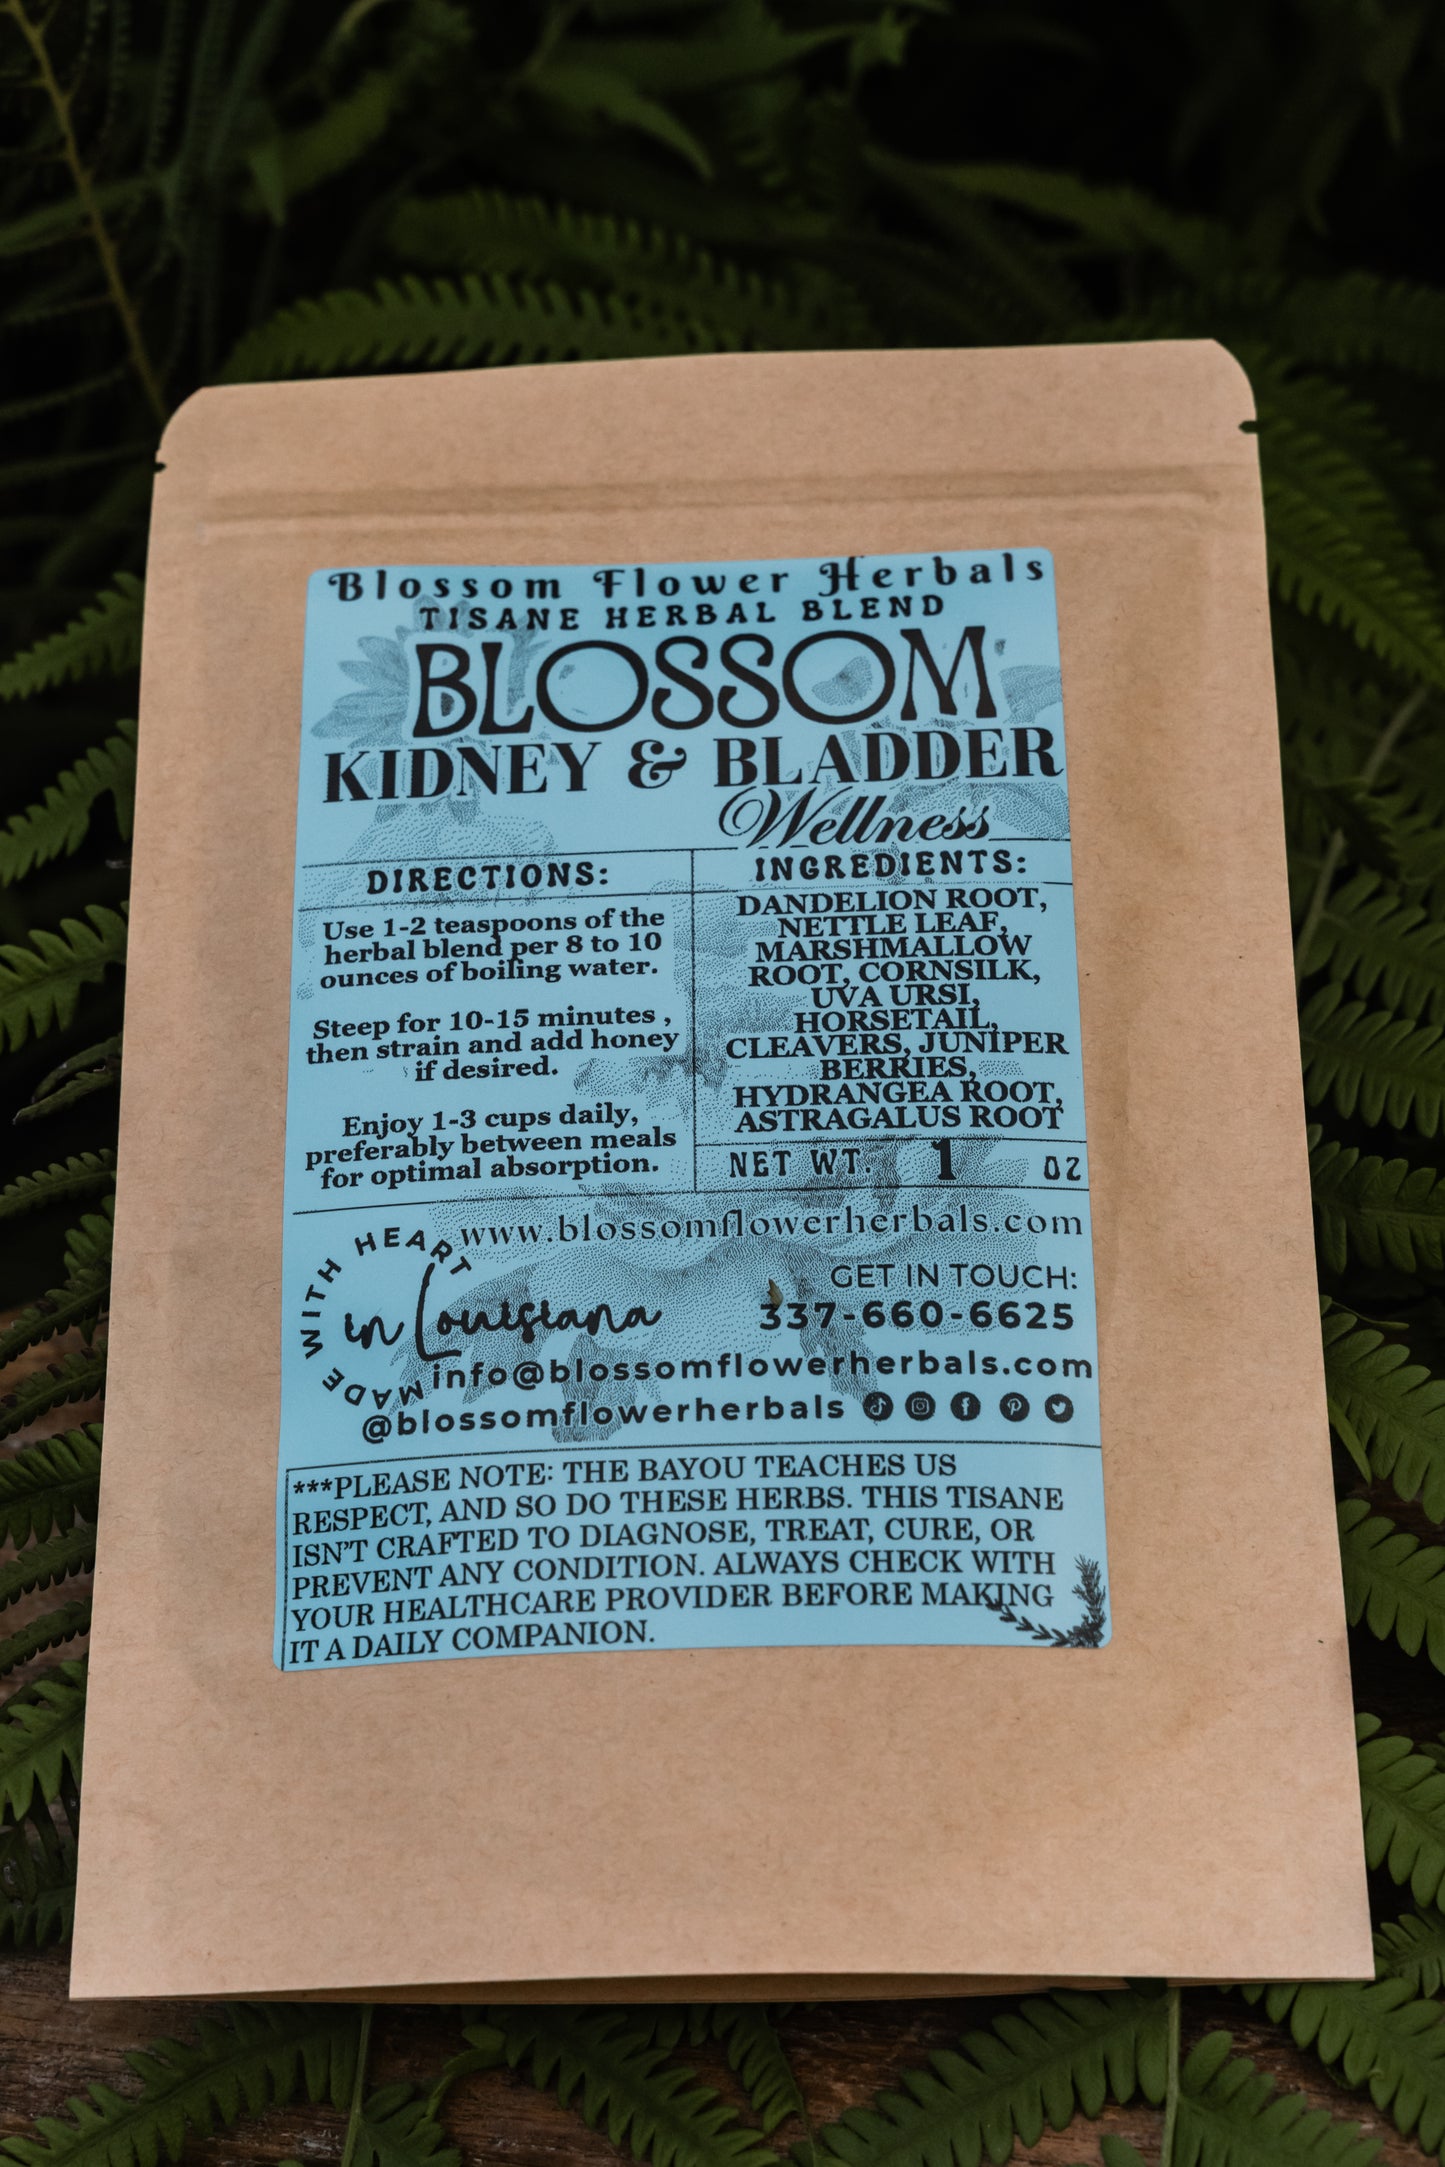 Blossom Flower Herbals
TISANE HERBAL BLEND
BLOSSOM
KIDNEY & BLADDER
Wellness
DIRECTIONS:
Use 1-2 teaspoons of the
herbal blend per 8 to 10
ounces of boiling water.
Steep for 10-15 minutes ,
then strain and add honey
if desired.
Enjoy 1-3 cups daily,
preferably between meals
for optimal absorption.
INGREDIENTS:
DANDELION ROOT,
NETTLE LEAF,
MARSHMALLOW
ROOT, CORNSILK,
UVA URSI,
HORSETAIL,
CLEAVERS, JUNIPER
BERRIES,
HYDRANGEA ROOT,
ASTRAGALUS ROOT
NET WT. 1 OZ
www.blossomflowerherbals.com
MADE WITH HEART
in Louisiana
GET IN TOUCH:
337-660-6625
info@blossomflowerherbals.com
@blossomflowerherbals
***PLEASE NOTE: THE BAYOU TEACHES US
RESPECT, AND SO DO THESE HERBS. THIS TISANE
ISN'T CRAFTED TO DIAGNOSE, TREAT, CURE, OR
PREVENT ANY CONDITION. ALWAYS CHECK WITH
YOUR HEALTHCARE PROVIDER BEFORE MAKING
IT A DAILY COMPANION.